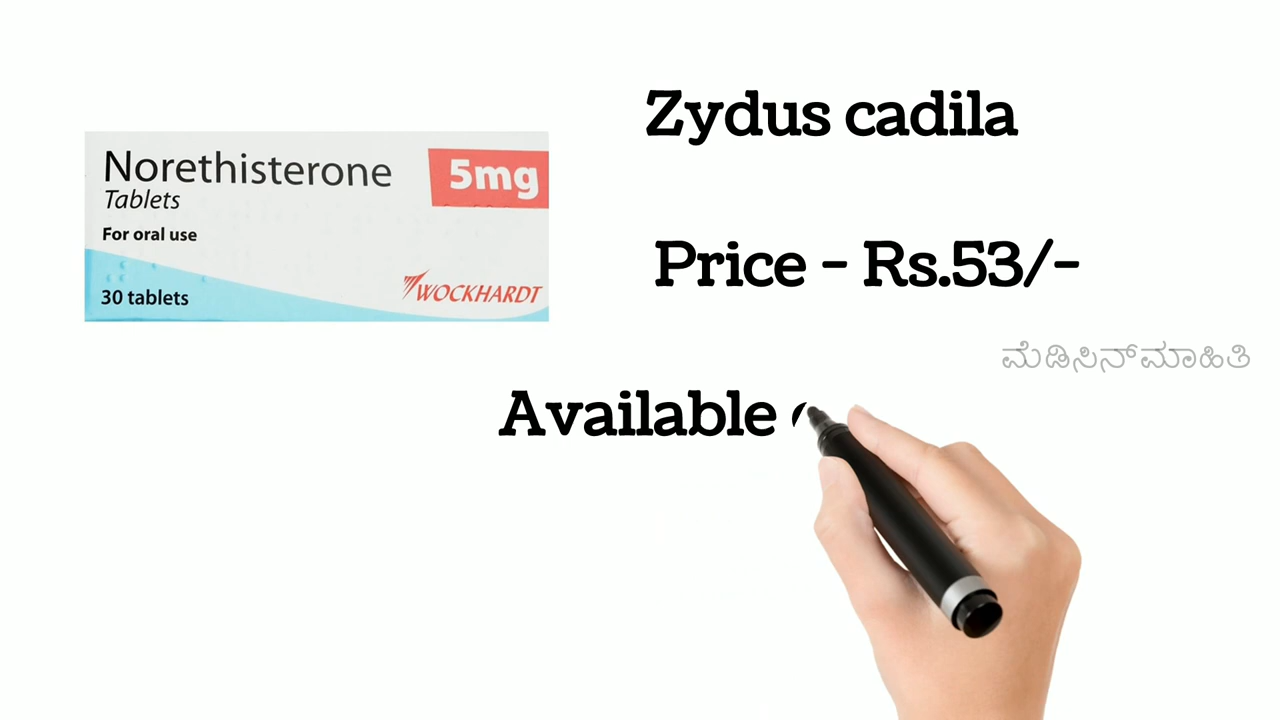 Norethisterone
5mg
Tablets
For oral use
30 tablets
WOCKHARDT
Zydus cadila
Price - Rs.53/-
ಮೆಡಿಸಿನ್ ಮಾಹಿತಿ
Available